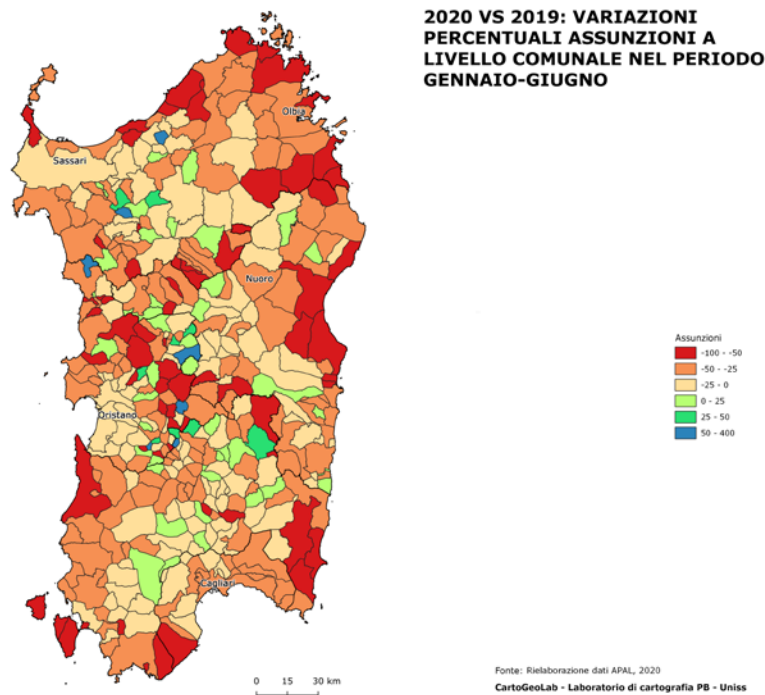 2020 VS 2019: VARIAZIONI
PERCENTUALI ASSUNZIONI A
LIVELLO COMUNALE NEL PERIODO
GENNAIO-GIUGNO
Olbia
Sassari
Nuoro
Assunzioni
-100 - -50
-50 - -25
-25 - 0
0 - 25
25 - 50
50 - 400
Oristano
Cagliari
0 15 30 km
Fonte: Rielaborazione dati APAL, 2020
CartoGeoLab - Laboratorio di cartografia PB - Uniss